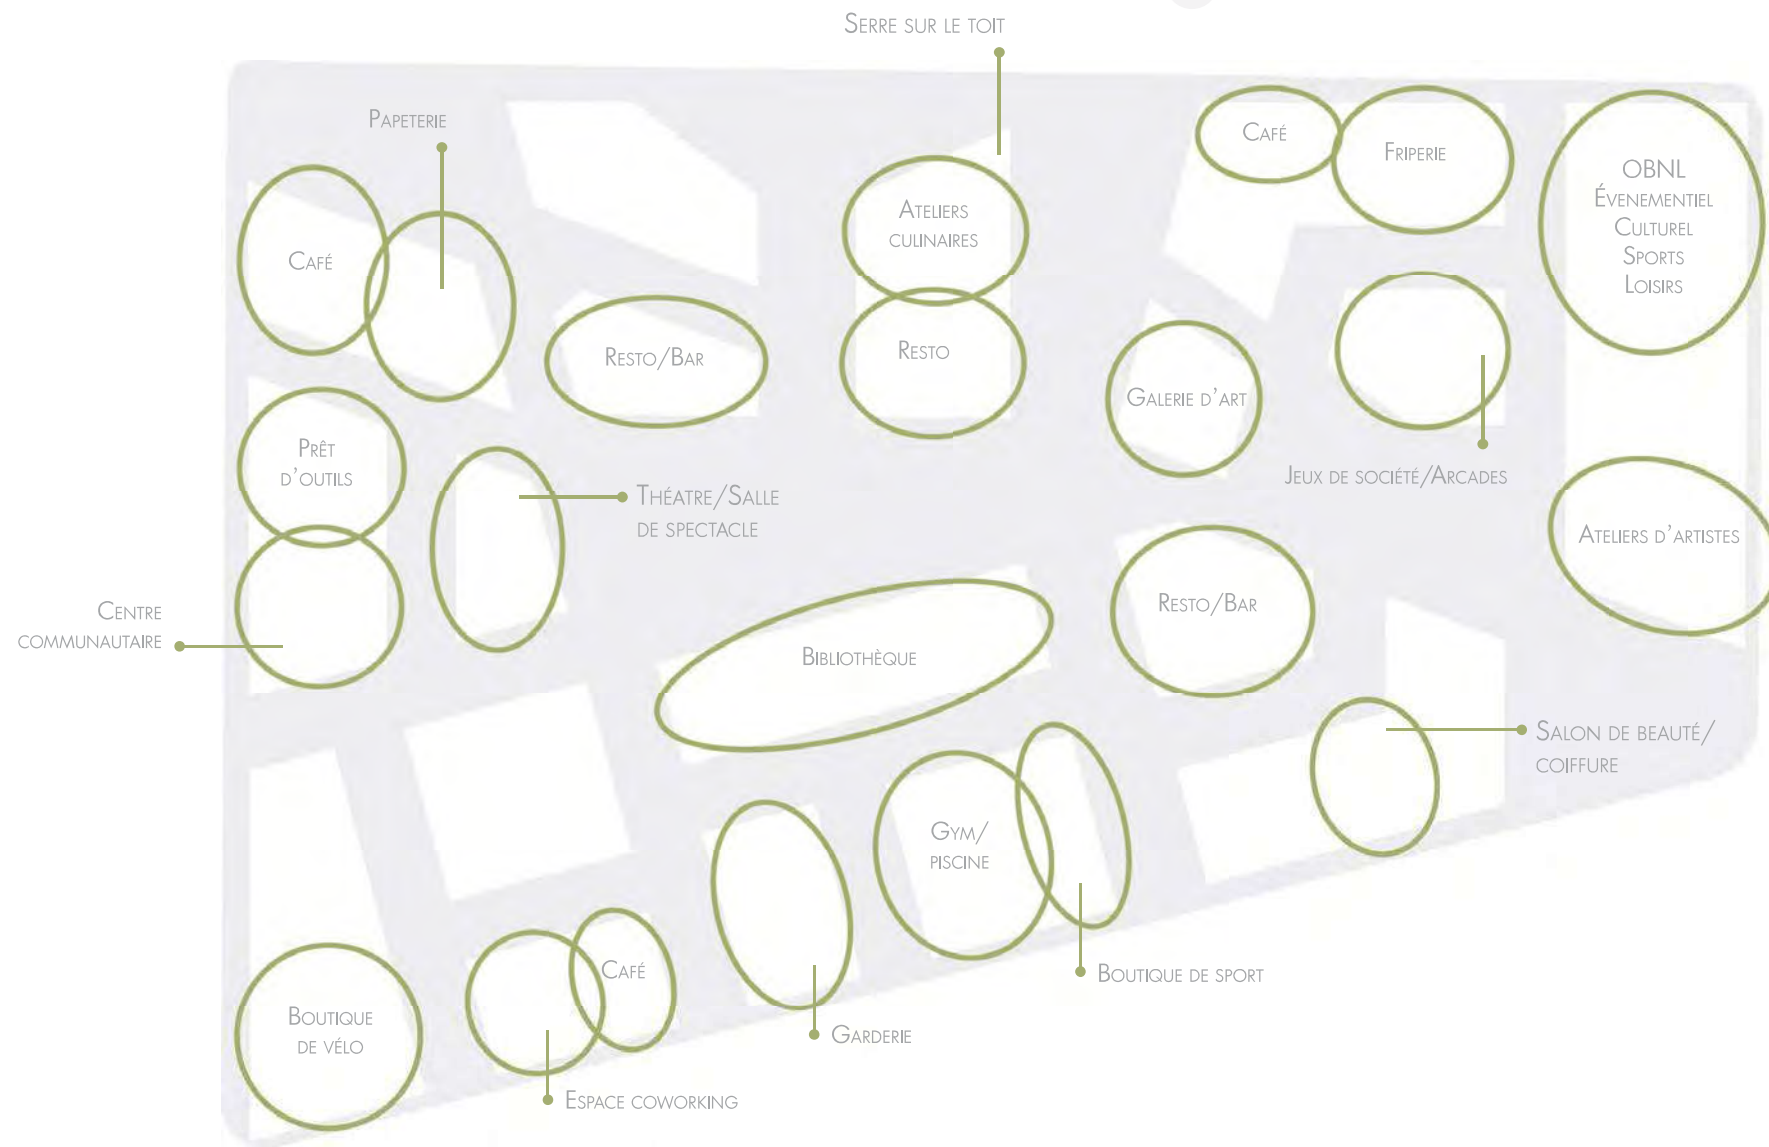 Serre sur le toit
Papeterie
Café
Friperie
OBNL
Évenementiel
Culturel
Sports
Loisirs
Café
Ateliers
culinaires
Resto/Bar
Resto
Galerie d'art
Jeux de société/Arcades
Prêt
d'outils
Théatre/Salle
de spectacle
Ateliers d'artistes
Centre
communautaire
Bibliothèque
Resto/Bar
Salon de beauté/
coiffure
Gym/
piscine
Café
Boutique de sport
Boutique
de vélo
Garderie
Espace coworking